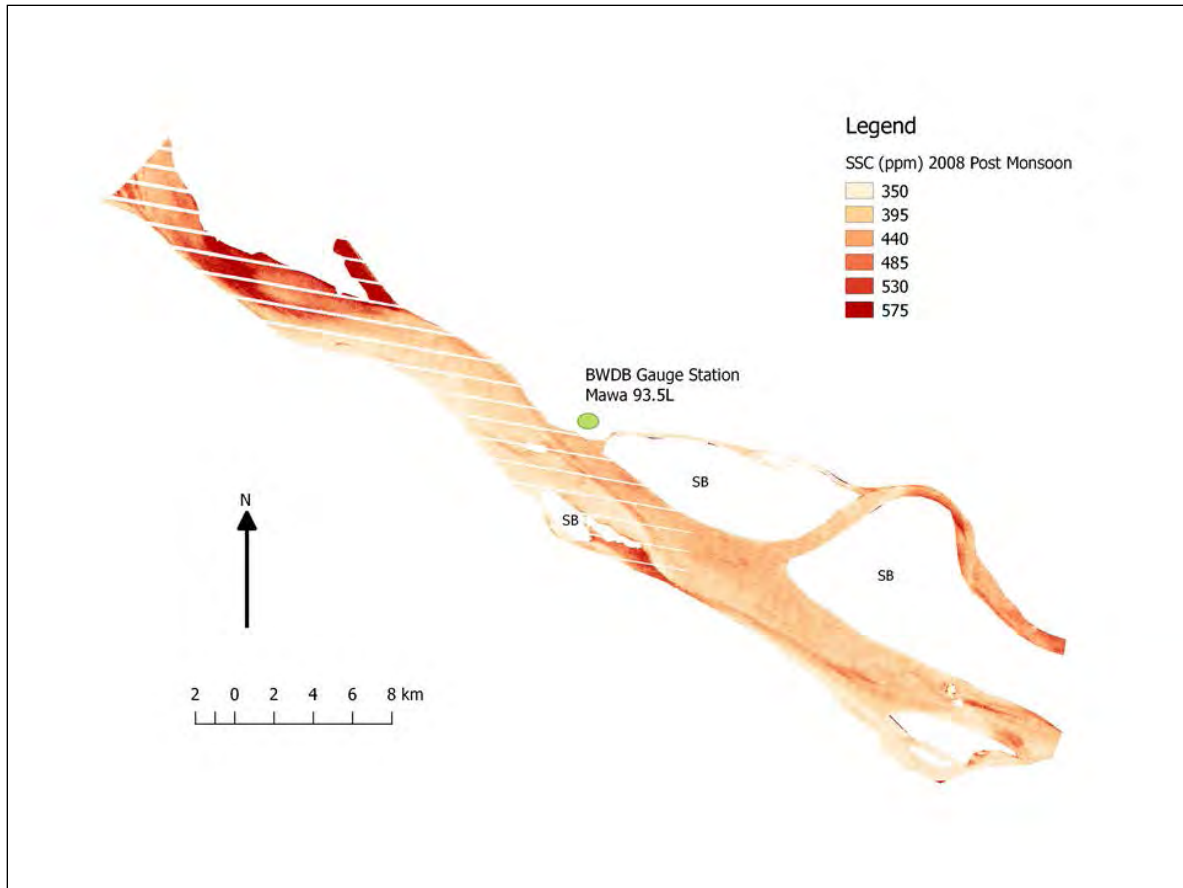 Legend
SSC (ppm) 2008 Post Monsoon
350
395
440
485
530
575
BWDB Gauge Station
Mawa 93.5L
SB
SB
SB
N
2 0 2 4 6 8 km